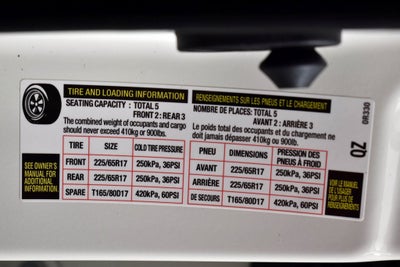 TIRE AND LOADING INFORMATION
SEATING CAPACITY : TOTAL 5
FRONT 2 : REAR 3
The combined weight of occupants and cargo
should never exceed 410kg or 900lbs.
TIRE SIZE COLD TIRE PRESSURE
FRONT 225/65R17 250kPa, 36PSI
REAR 225/65R17 250kPa, 36PSI
SPARE T165/80D17 420kPa, 60PSI
SEE OWNER'S
MANUAL FOR
ADDITIONAL
INFORMATION
RENSEIGNEMENTS SUR LES PNEUS ET LE CHARGEMENT
NOMBRE DE PLACES: TOTAL 5
AVANT 2 : ARRIÈRE 3
Le poids total des occupants et du chargement ne
doit jamais dépasser 410kg ou 900lb.
PNEU DIMENSIONS PRESSION DES PNEUS À FROID
AVANT 225/65R17 250kPa, 36PSI
ARRIÈRE 225/65R17 250kPa, 36PSI
DE SECOURS T165/80D17 420kPa, 60PSI
VOIR LE MANUEL
DE L'USAGER
POUR PLUS DE
RENSEIGNEMENTS
0R330
ZQ